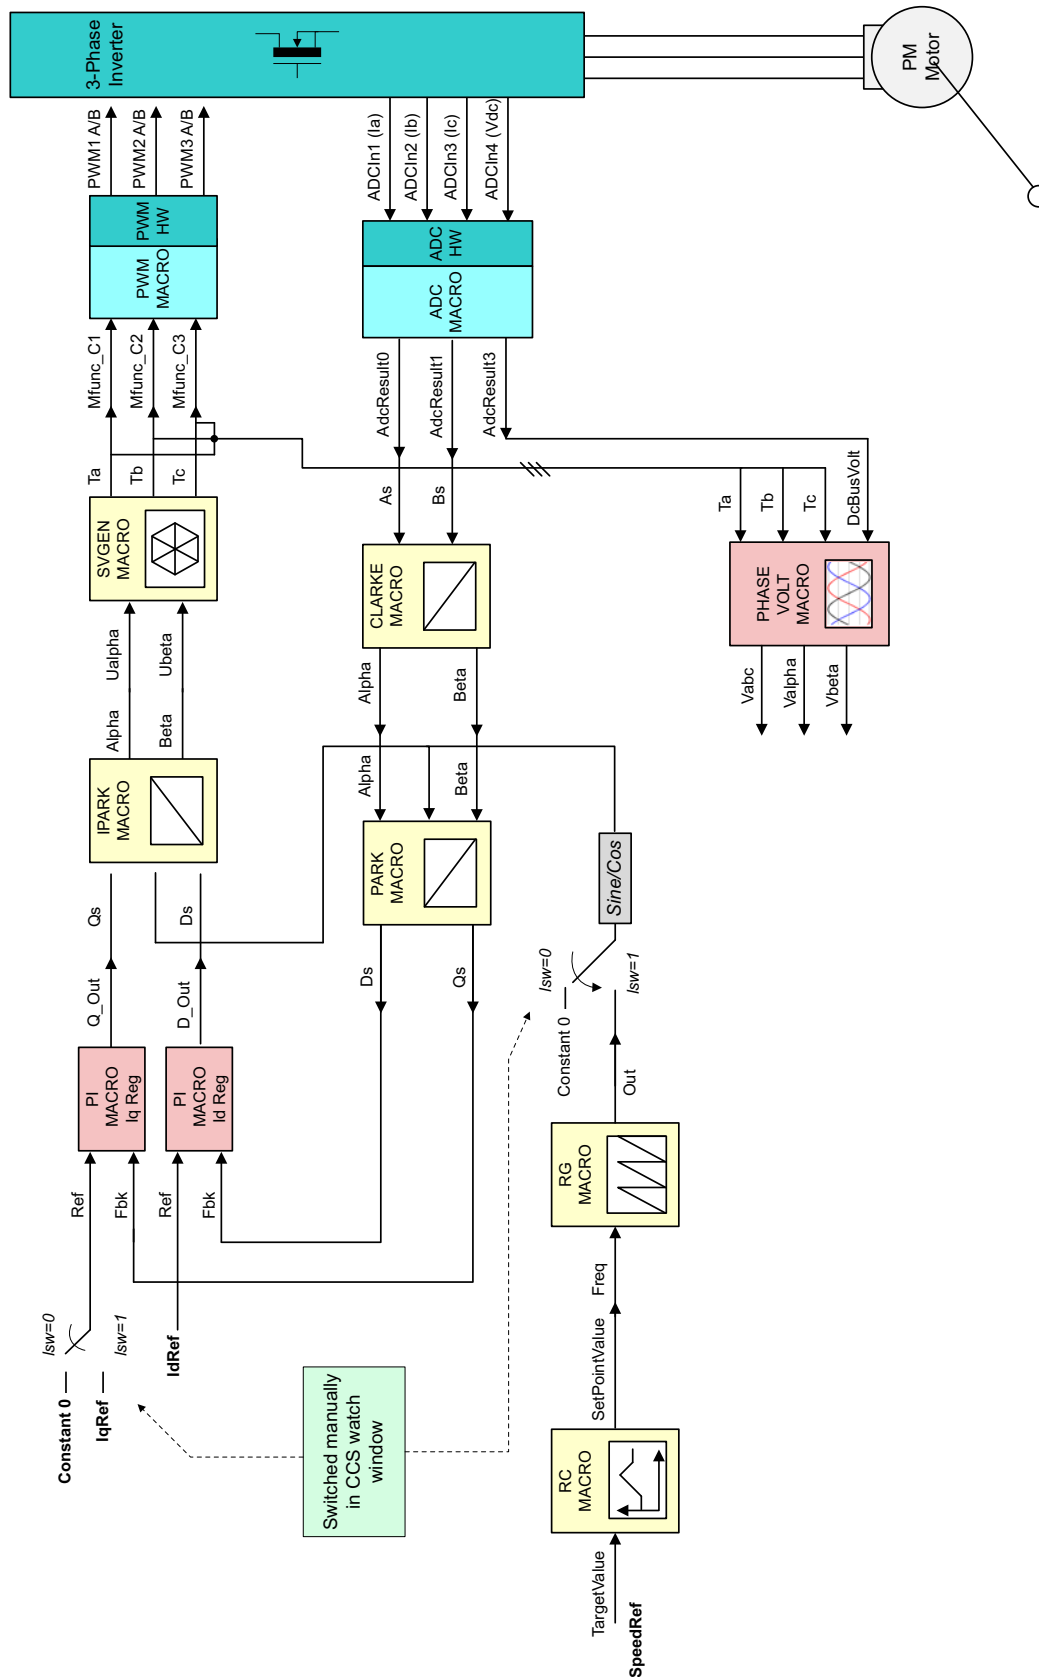 Constant 0
lsw=0
IqRef
lsw=1
Ref
Fbk
PI
MACRO
Iq Reg
Q_Out
Qs
IdRef
Ref
Fbk
PI
MACRO
Id Reg
D_Out
Ds
IPARK
MACRO
Alpha
Beta
Ualpha
Ubeta
SVGEN
MACRO
Ta
Tb
Tc
Mfunc_C1
Mfunc_C2
Mfunc_C3
PWM
MACRO
PWM
HW
PWM1 A/B
PWM2 A/B
PWM3 A/B
3-Phase
Inverter
Switched manually
in CCS watch
window
Ds
Qs
PARK
MACRO
Alpha
Beta
Alpha
Beta
CLARKE
MACRO
As
Bs
AdcResult0
AdcResult1
AdcResult3
ADC
MACRO
ADC
HW
ADCIn1 (Ia)
ADCIn2 (Ib)
ADCIn3 (Ic)
ADCIn4 (Vdc)
TargetValue
SpeedRef
RC
MACRO
SetPointValue
Freq
RG
MACRO
Out
Constant 0
lsw=0
lsw=1
Sine/Cos
Vabc
Valpha
Vbeta
PHASE
VOLT
MACRO
Ta
Tb
Tc
DcBusVolt
PM
Motor